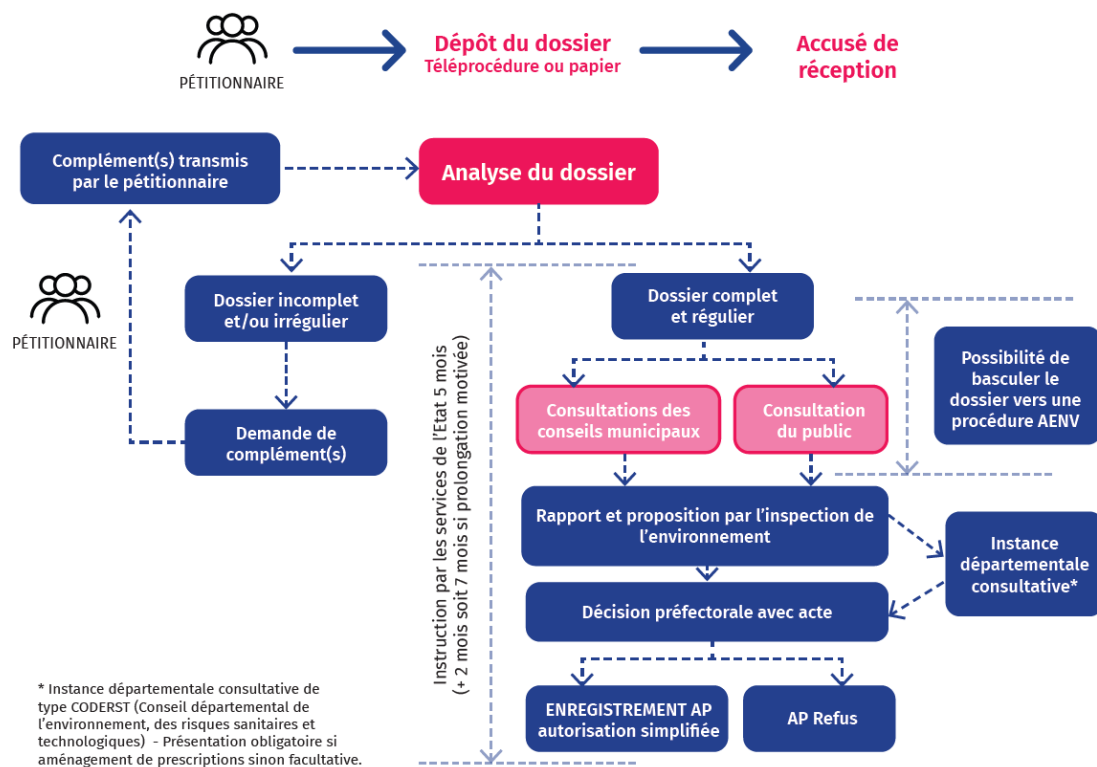 PÉTITIONNAIRE
Dépôt du dossier
Téléprocédure ou papier
Accusé de
réception
Complément(s) transmis
par le pétitionnaire
Analyse du dossier
PÉTITIONNAIRE
Dossier incomplet
et/ou irrégulier
Demande de
complément(s)
Instruction par les services de l'Etat 5 mois
(+ 2 mois soit 7 mois si prolongation motivée)
Dossier complet
et régulier
Consultations des
conseils municipaux
Consultation
du public
Possibilité de
basculer le
dossier vers une
procédure AENV
Rapport et proposition par l'inspection de
l'environnement
Instance
départementale
consultative*
Décision préfectorale avec acte
ENREGISTREMENT AP
autorisation simplifiée
AP Refus
* Instance départementale consultative de
type CODERST (Conseil départemental de
l'environnement, des risques sanitaires et
technologiques) - Présentation obligatoire si
aménagement de prescriptions sinon facultative.